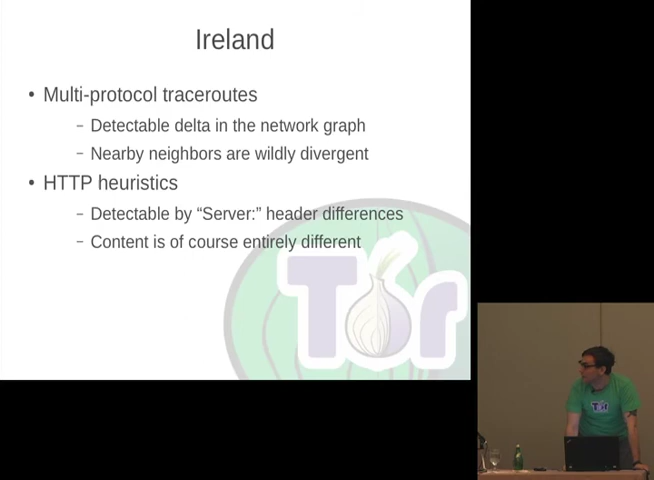 Ireland
• Multi-protocol traceroutes
– Detectable delta in the network graph
– Nearby neighbors are wildly divergent
• HTTP heuristics
– Detectable by “Server:” header differences
– Content is of course entirely different
Tor
Tor